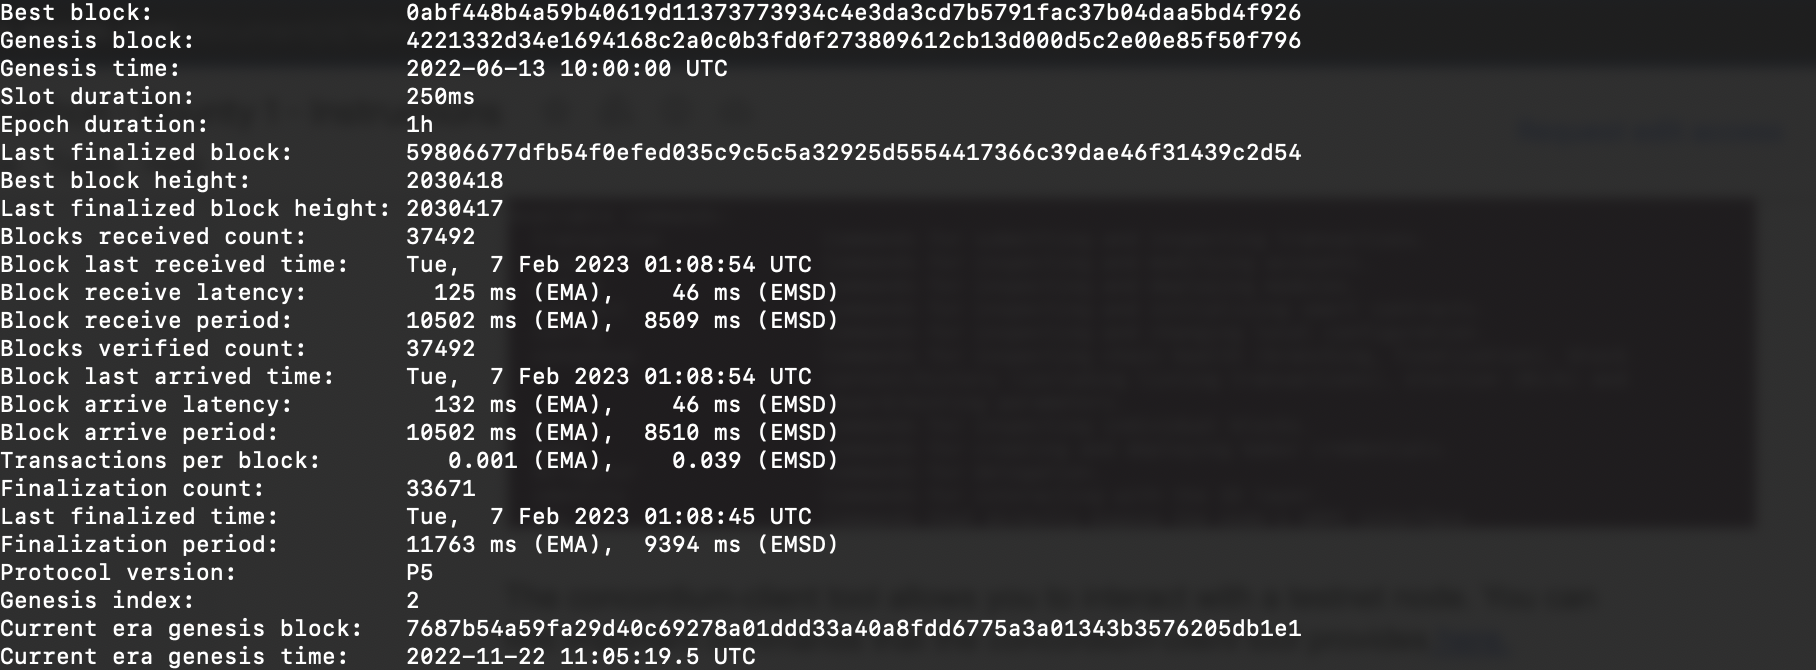 Best block: 0abf448b4a59b40619d11373773934c4e3da3cd7b5791fac37b04daa5bd4f926
Genesis block: 4221332d34e1694168c2a0c0b3fd0f273809612cb13d000d5c2e00e85f50f796
Genesis time: 2022-06-13 10:00:00 UTC
Slot duration: 250ms
Epoch duration: 1h
Last finalized block: 59806677dfb54f0efed035c9c5c5a32925d5554417366c39dae46f31439c2d54
Best block height: 2030418
Last finalized block height: 2030417
Blocks received count: 37492
Block last received time: Tue,  7 Feb 2023 01:08:54 UTC
Block receive latency: 125 ms (EMA), 46 ms (EMSD)
Block receive period: 10502 ms (EMA), 8509 ms (EMSD)
Blocks verified count: 37492
Block last arrived time: Tue,  7 Feb 2023 01:08:54 UTC
Block arrive latency: 132 ms (EMA), 46 ms (EMSD)
Block arrive period: 10502 ms (EMA), 8510 ms (EMSD)
Transactions per block: 0.001 (EMA), 0.039 (EMSD)
Finalization count: 33671
Last finalized time: Tue,  7 Feb 2023 01:08:45 UTC
Finalization period: 11763 ms (EMA), 9394 ms (EMSD)
Protocol version: P5
Genesis index: 2
Current era genesis block: 7687b54a59fa29d40c69278a01ddd33a40a8fdd6775a3a01343b3576205db1e1
Current era genesis time: 2022-11-22 11:05:19.5 UTC